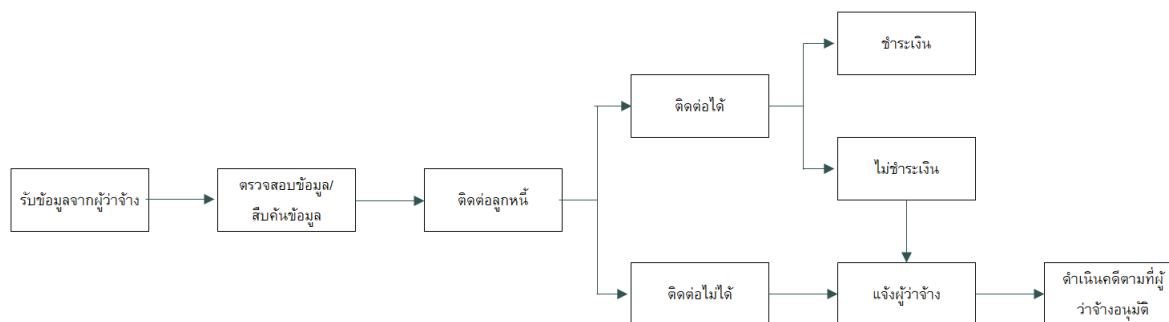 รับข้อมูลจากผู้ว่าจ้าง
ตรวจสอบข้อมูล/
สืบค้นข้อมูล
ติดต่อลูกหนี้
ติดต่อได้
ชำระเงิน
ไม่ชำระเงิน
ติดต่อไม่ได้
แจ้งผู้ว่าจ้าง
ดำเนินคดีตามที่ผู้
ว่าจ้างอนุมัติ